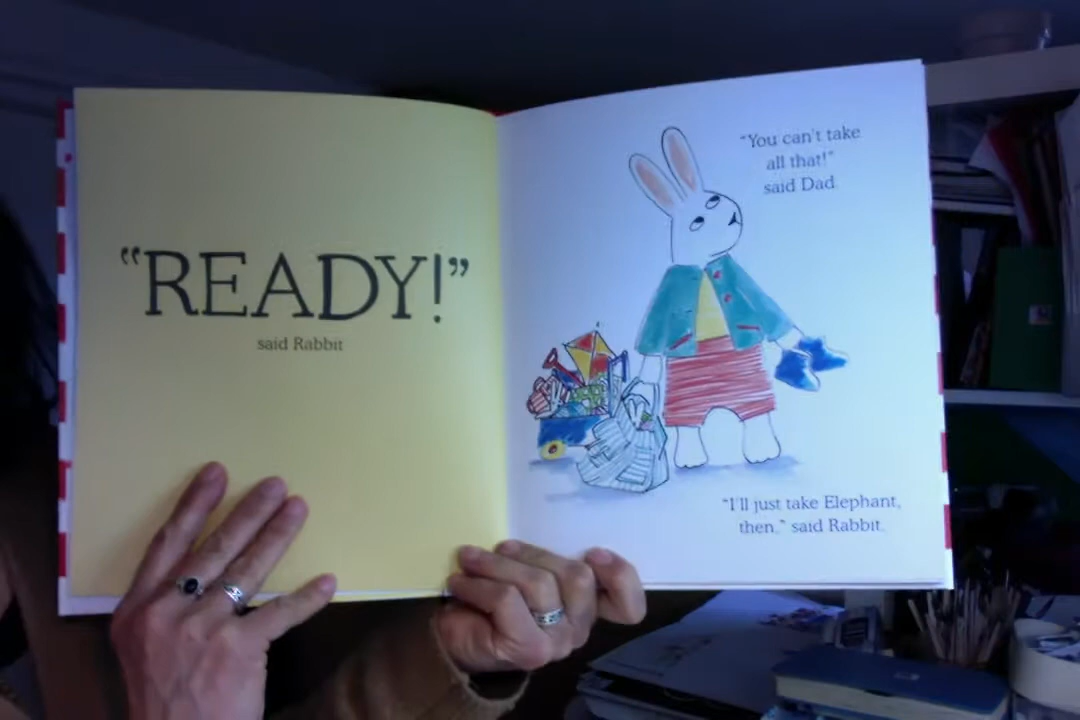 “READY!”
said Rabbit
“You can't take
all that!”
said Dad.
“I'll just take Elephant,
then,” said Rabbit.